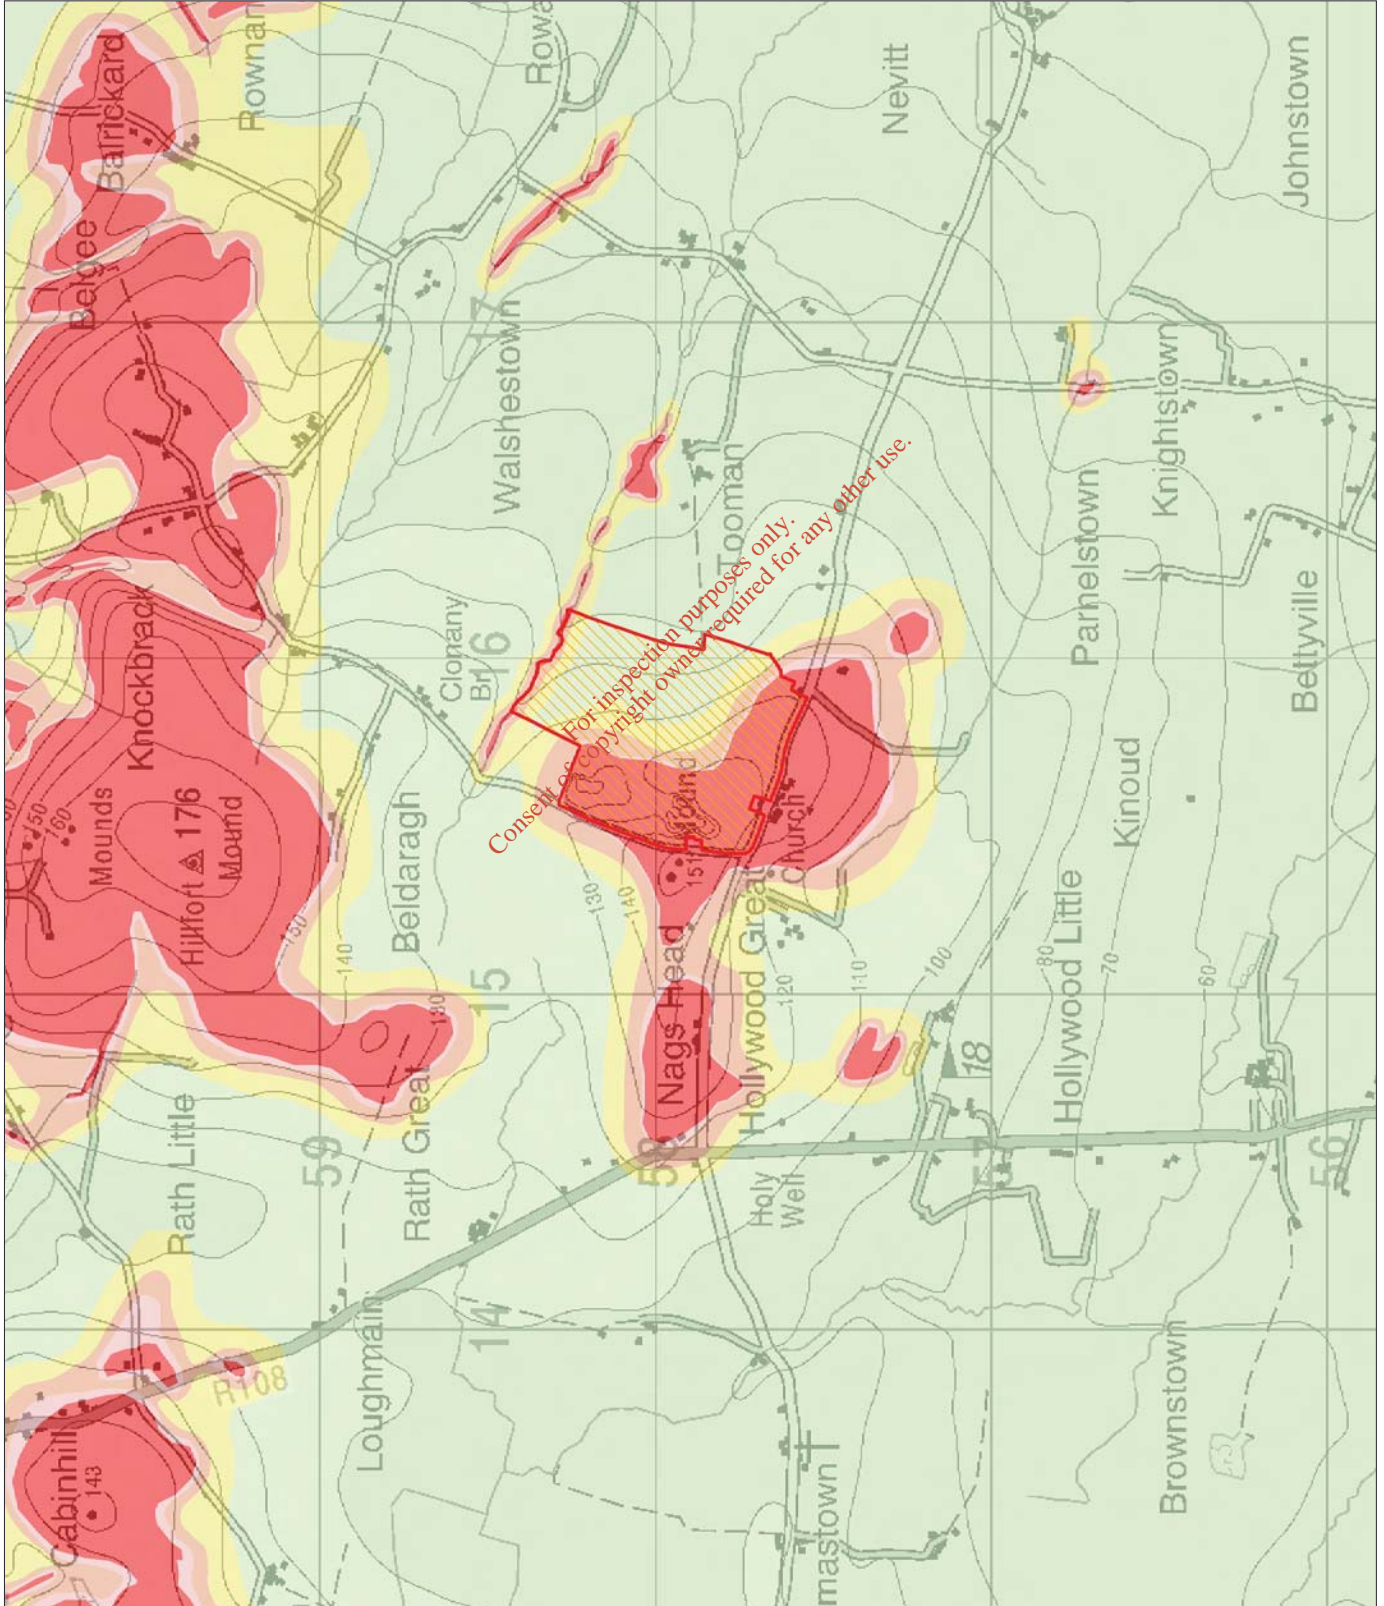 Balrickard
Belgee
Rownan
Rowa
Nevitt
Johnstown
17
Walshestown
Knockbrack
Clonany
Br
16
Tooman
Parnelstown
Knightstown
Bettyville
Kinoud
150
160
Mounds
Hillfort 176
Mound
Beldaragh
Mound
151
Church
130
140
150
140
130
15
Nags Head
Hollywood Great
120
110
100
80
70
60
Hollywood Little
18
Rath Little
Rath Great
59
58
57
56
Holy
Well
14
Loughmain
R108
Cabinhill
143
mastown
Brownstown
For inspection purposes only.
Consent of copyright owner required for any other use.